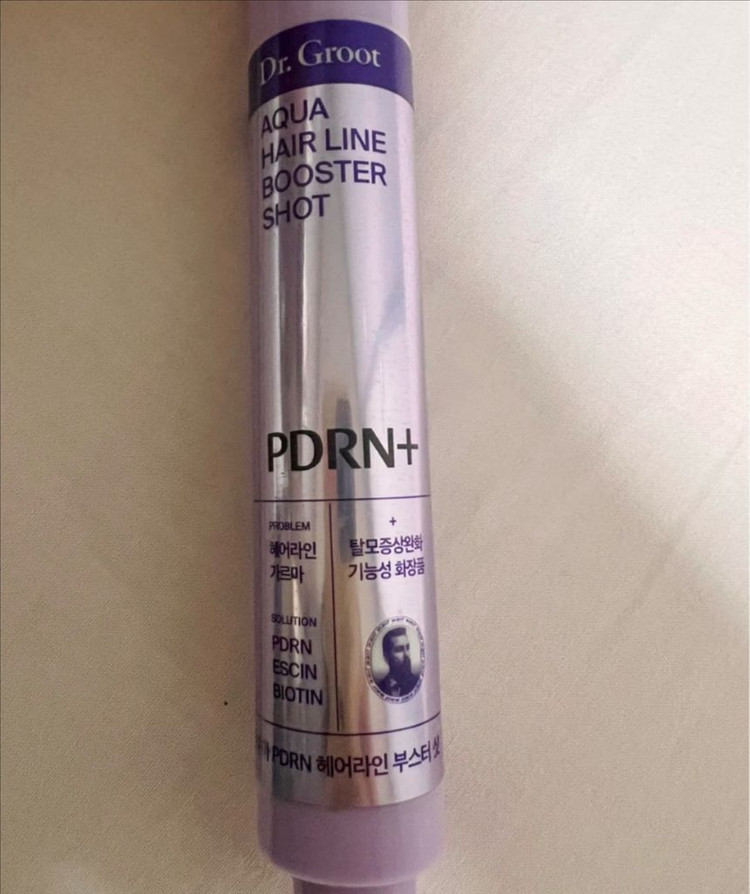 Dr. Groot
AQUA
HAIR LINE
BOOSTER
SHOT
PDRN+
PROBLEM
헤어라인
가르마
SOLUTION
PDRN
ESCIN
BIOTIN
+
탈모증상완화
기능성 화장품
PDRN 헤어라인 부스터 샷